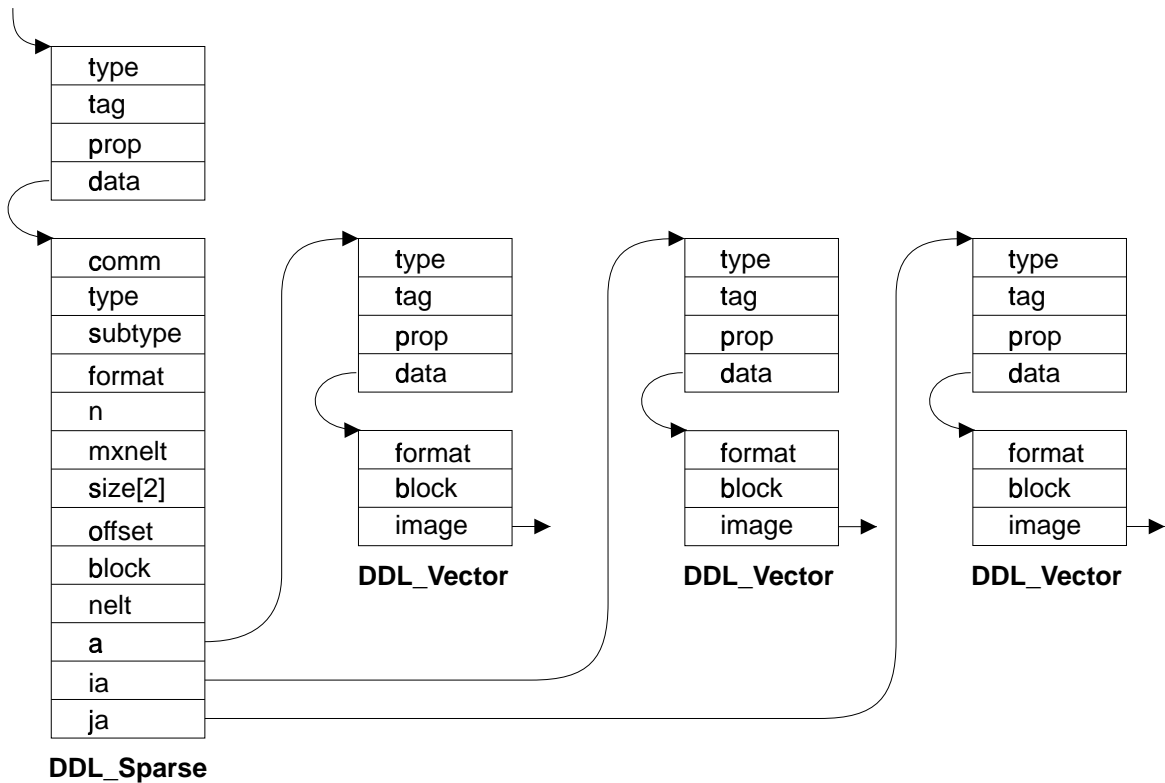 type
tag
prop
data
comm
type
subtype
format
n
mxnelt
size[2]
offset
block
nelt
a
ia
ja
DDL_Sparse
type
tag
prop
data
format
block
image
DDL_Vector
type
tag
prop
data
format
block
image
DDL_Vector
type
tag
prop
data
format
block
image
DDL_Vector